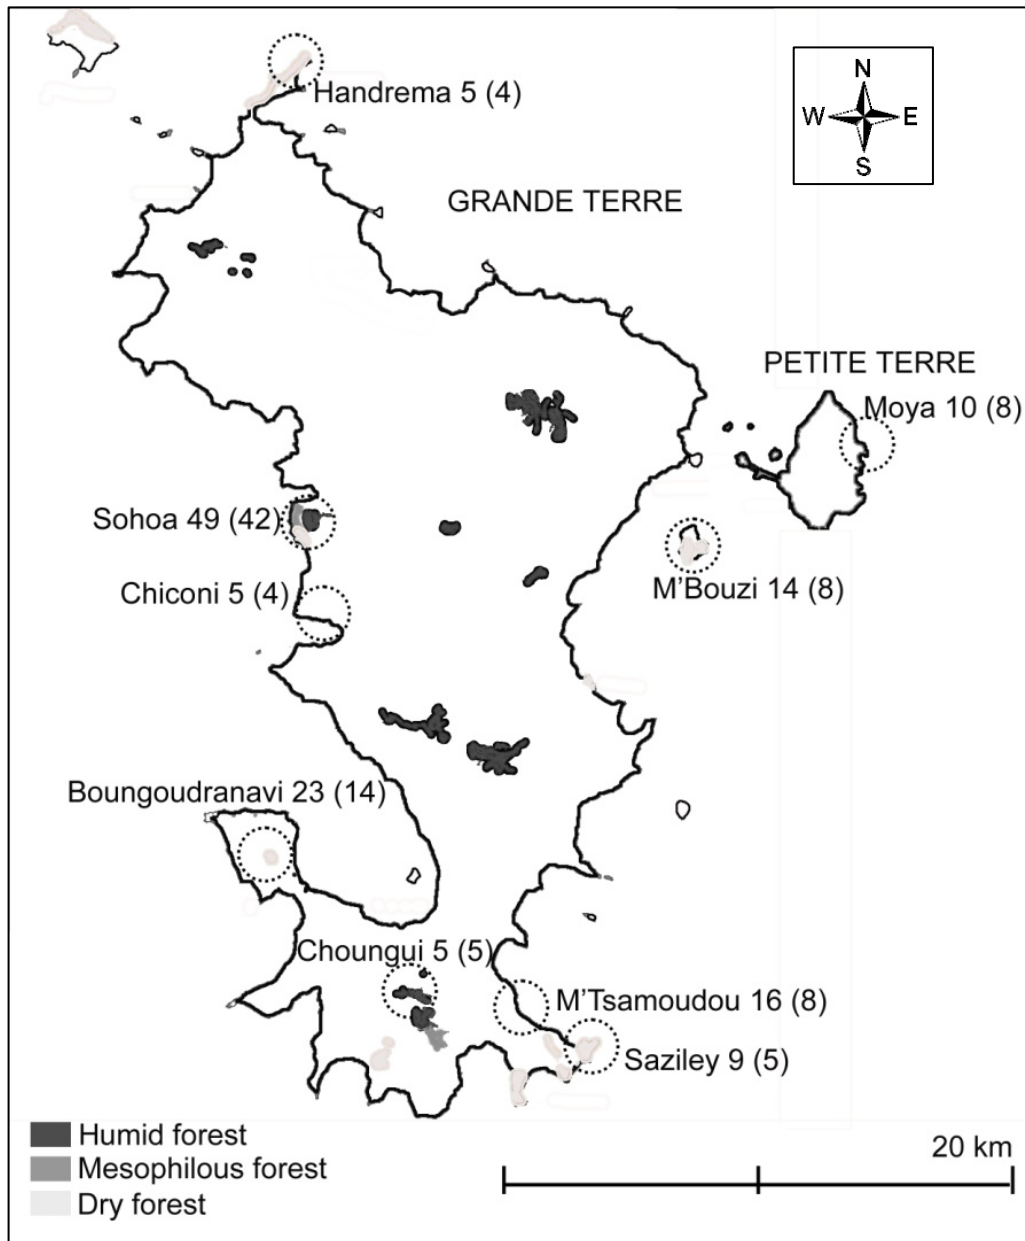 Handrema 5 (4)
N
W E
S
GRANDE TERRE
PETITE TERRE
Moya 10 (8)
Sohoa 49 (42)
M'Bouzi 14 (8)
Chiconi 5 (4)
Boungoudranavi 23 (14)
Choungui 5 (5)
M'Tsamoudou 16 (8)
Saziley 9 (5)
Humid forest
Mesophilous forest
Dry forest
20 km